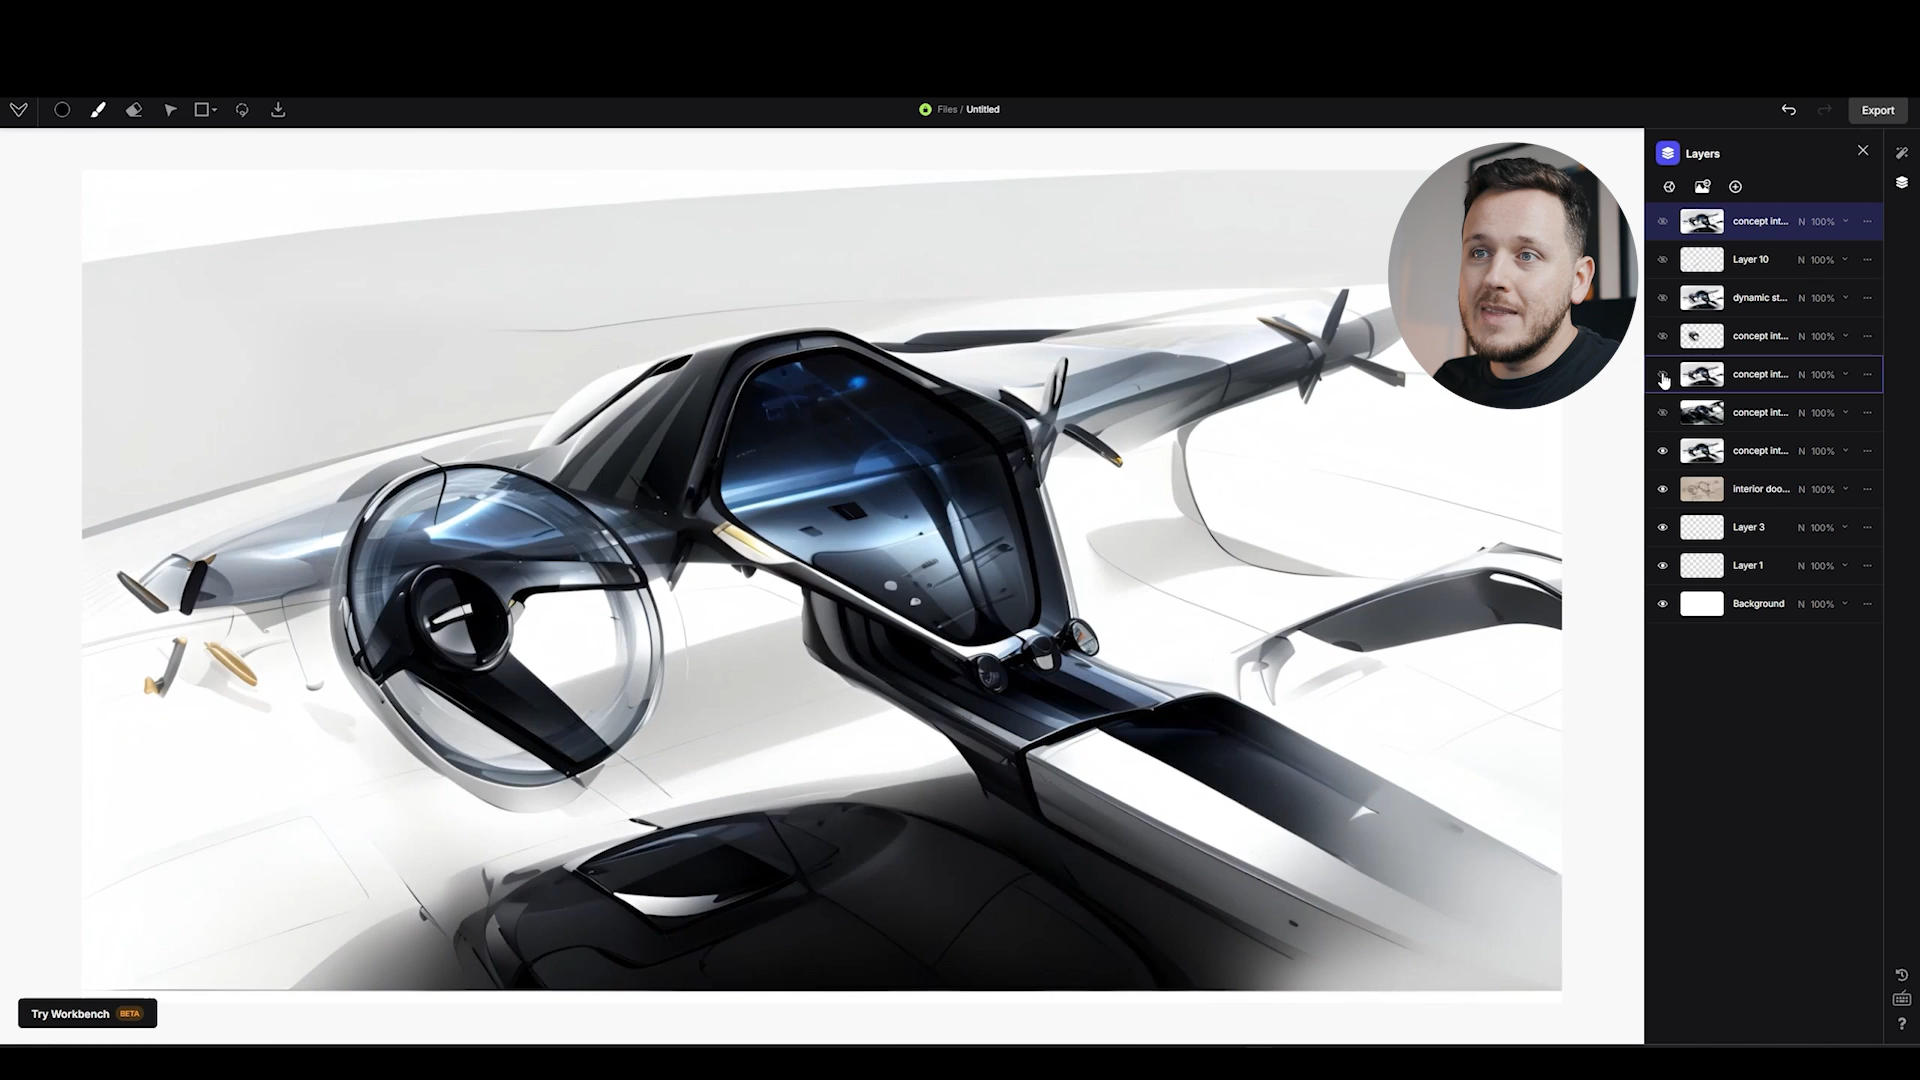 Files / Untitled
Export
Layers
concept int... N 100%
Layer 10 N 100%
dynamic st... N 100%
concept int... N 100%
concept int... N 100%
concept int... N 100%
concept int... N 100%
interior doo... N 100%
Layer 3 N 100%
Layer 1 N 100%
Background N 100%
Try Workbench BETA
?